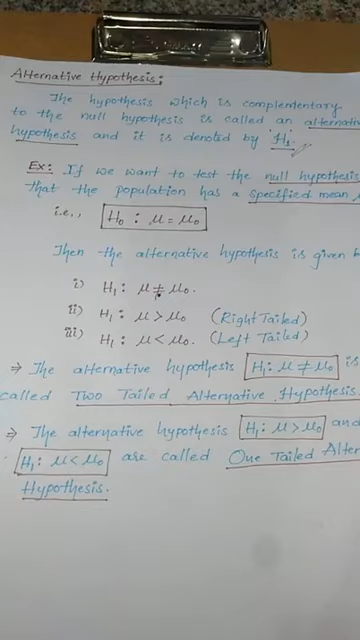 Alternative Hypothesis:
The hypothesis which is complementary
to the null hypothesis is called an alternative
hypothesis and it is denoted by 'H₁'.
Ex: If we want to test the null hypothesis
that the population has a specified mean
i.e., H₀ : μ = μ₀
Then the alternative hypothesis is given b
i) H₁ : μ ≠ μ₀.
ii) H₁ : μ > μ₀ (Right Tailed)
iii) H₁ : μ < μ₀. (Left Tailed)
⇒ The alternative hypothesis H₁: μ ≠ μ₀ is
called Two Tailed Alternative Hypothesis
⇒ The alternative hypothesis H₁: μ > μ₀ and
H₁: μ < μ₀ are called One Tailed Alter
Hypothesis.